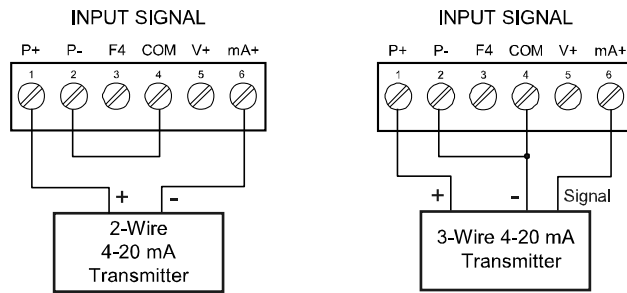 INPUT SIGNAL
P+ P- F4 COM V+ mA+
1 2 3 4 5 6
+ -
2-Wire
4-20 mA
Transmitter
INPUT SIGNAL
P+ P- F4 COM V+ mA+
1 2 3 4 5 6
+ - Signal
3-Wire 4-20 mA
Transmitter